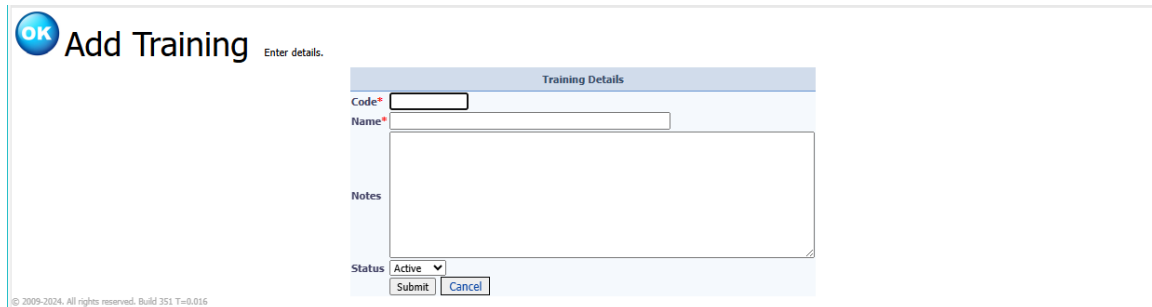 OK
Add Training Enter details.
Training Details
Code*
Name*
Notes
Status Active
Submit Cancel
© 2009-2024. All rights reserved. Build 351 T=0.016